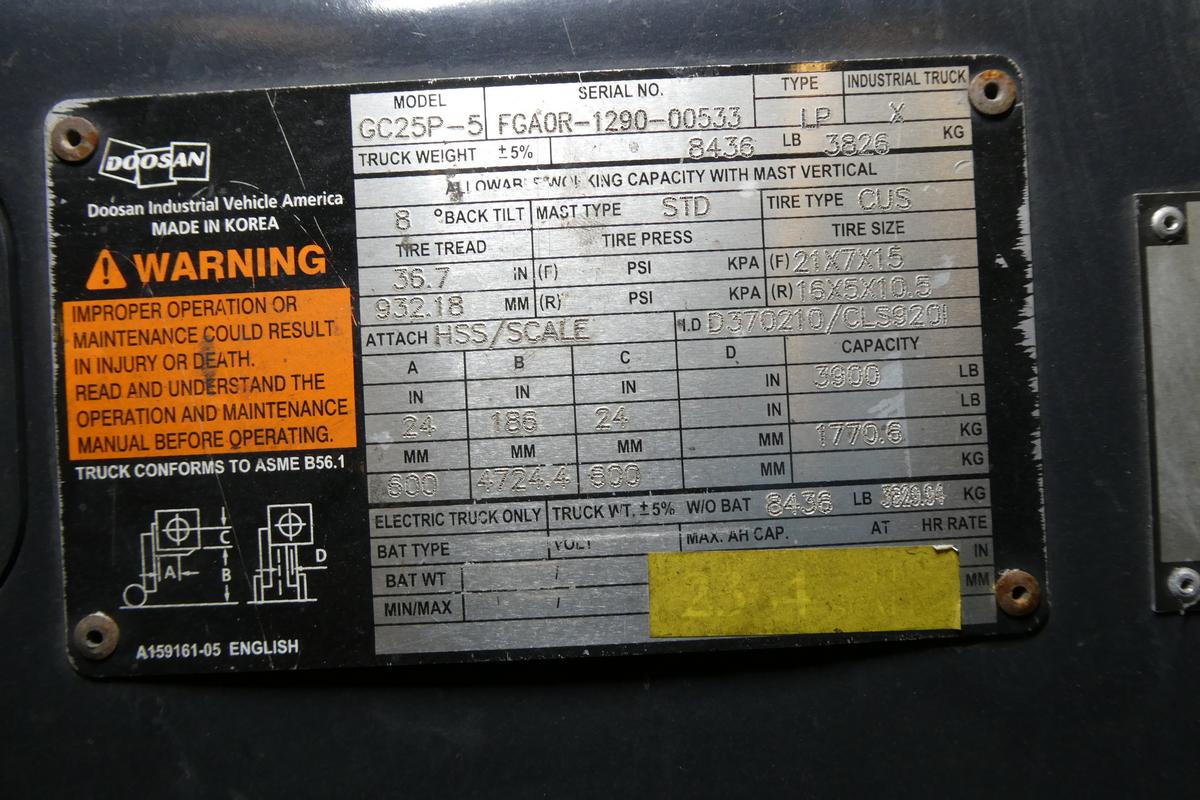 DOOSAN
Doosan Industrial Vehicle America
MADE IN KOREA
WARNING
IMPROPER OPERATION OR
MAINTENANCE COULD RESULT
IN INJURY OR DEATH.
READ AND UNDERSTAND THE
OPERATION AND MAINTENANCE
MANUAL BEFORE OPERATING.
TRUCK CONFORMS TO ASME B56.1
A C B D
A159161-05 ENGLISH
MODEL SERIAL NO. TYPE INDUSTRIAL TRUCK
GC25P-5 FGA0R-1290-00533 LP X
TRUCK WEIGHT ±5% 8436 LB 3826 KG
ALLOWABLE WORKING CAPACITY WITH MAST VERTICAL
8 °BACK TILT MAST TYPE STD TIRE TYPE CUS
TIRE TREAD TIRE PRESS TIRE SIZE
36.7 IN (F) PSI KPA (F) 21X7X15
932.18 MM (R) PSI KPA (R) 16X5X10.5
ATTACH HSS/SCALE I.D D370210/CLS920I
A B C D CAPACITY
IN IN IN IN 3900 LB
24 186 24 IN LB
MM MM MM MM 1770.6 KG
600 4724.4 600 MM KG
ELECTRIC TRUCK ONLY TRUCK WT. ±5% W/O BAT 8436 LB KG
BAT TYPE VOLT MAX. AH CAP. AT HR RATE
BAT WT / IN
MIN/MAX / MM